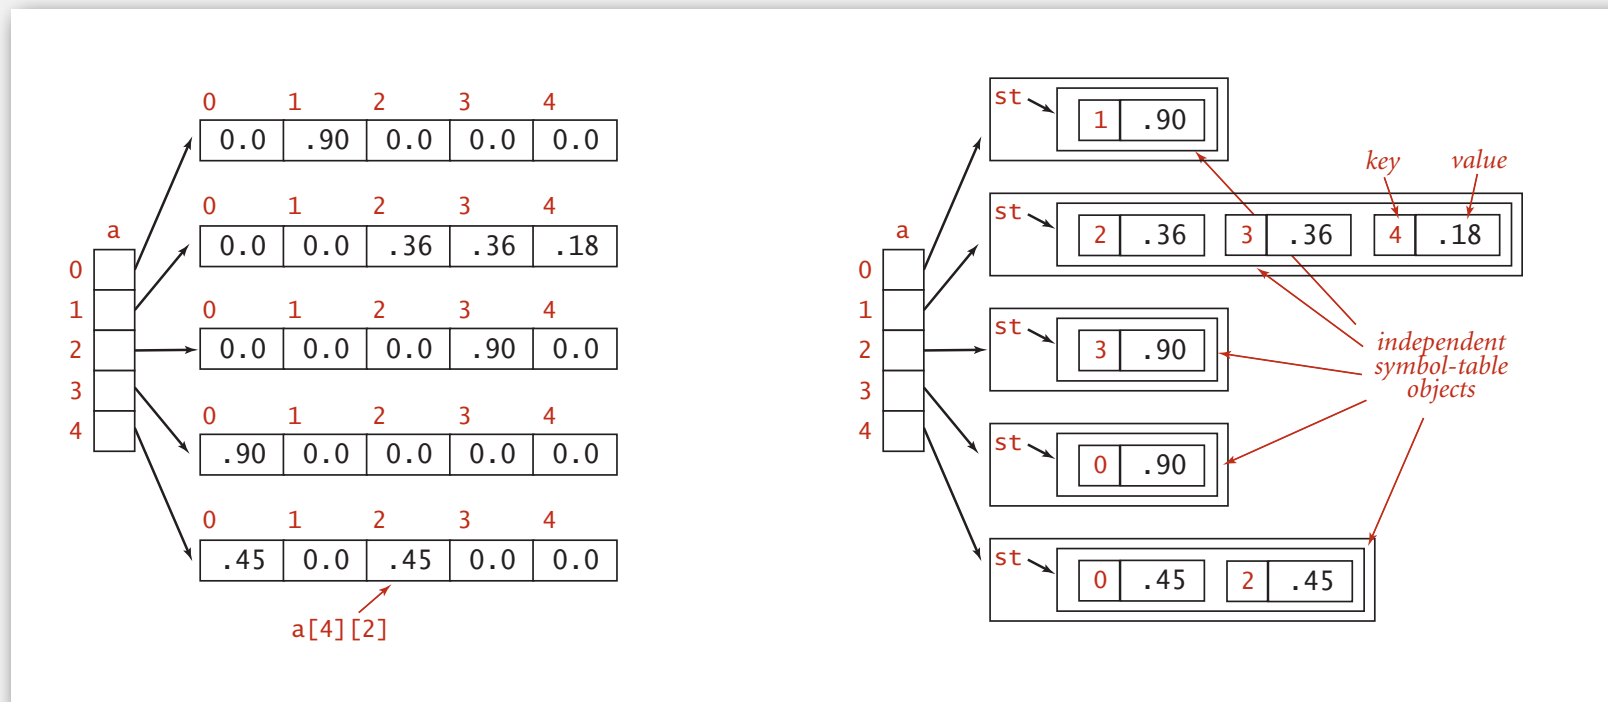 0 1 2 3 4
0.0 .90 0.0 0.0 0.0
0 1 2 3 4
0.0 0.0 .36 .36 .18
a
0
1
2
3
4
0 1 2 3 4
0.0 0.0 0.0 .90 0.0
0 1 2 3 4
.90 0.0 0.0 0.0 0.0
0 1 2 3 4
.45 0.0 .45 0.0 0.0
a[4][2]
a
0
1
2
3
4
st 1 .90
key value
st 2 .36 3 .36 4 .18
st 3 .90
independent
symbol-table
objects
st 0 .90
st 0 .45 2 .45